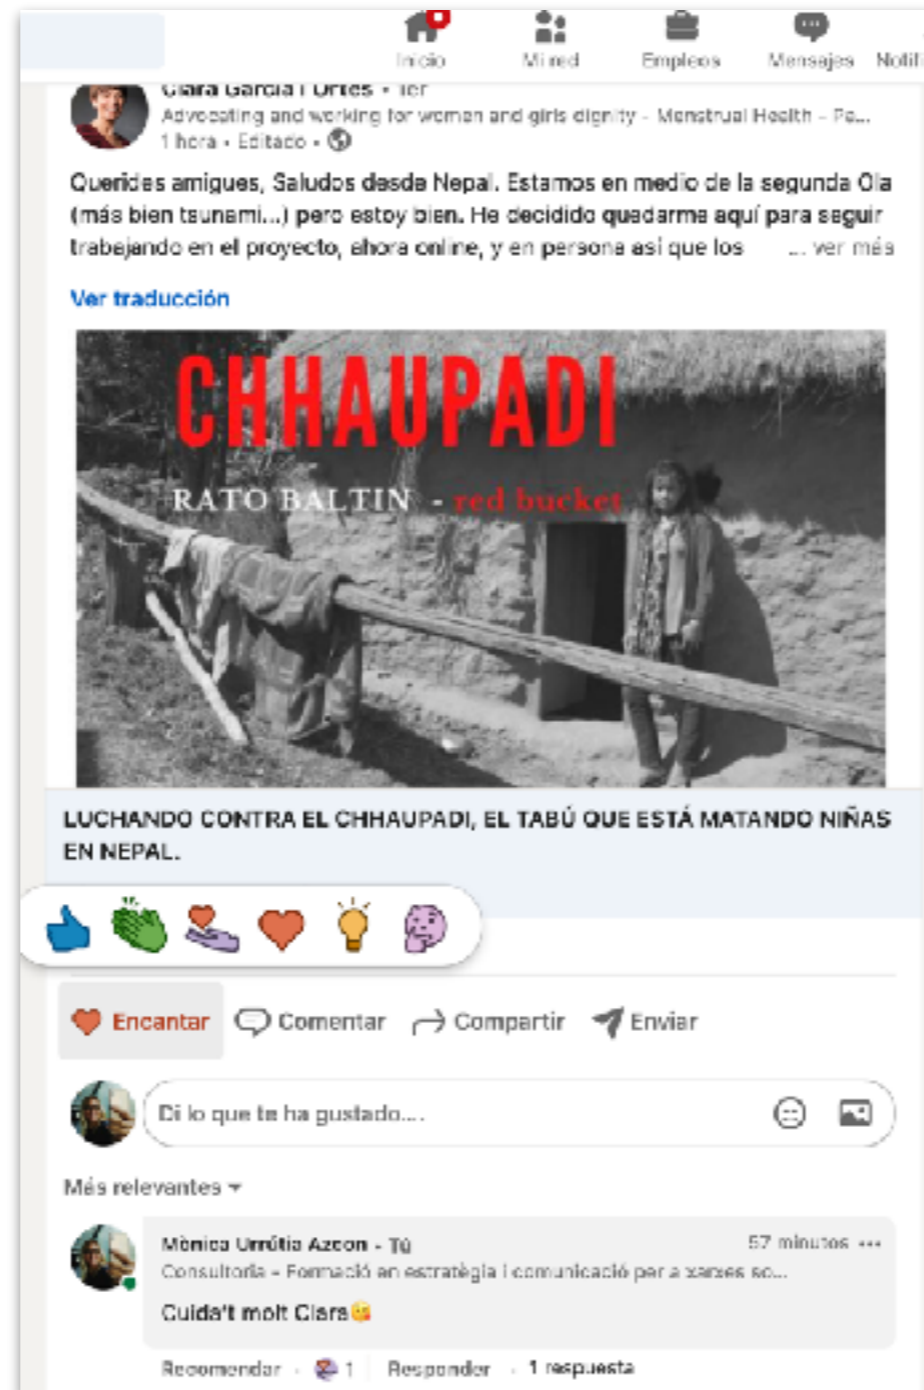 Inicio
Mi red
Empleos
Mensajes
Notifi
Clara Garcia i Ortés • 1er
Advocating and working for women and girls dignity - Menstrual Health - Pe...
1 hora • Editado •
Querides amigues, Saludos desde Nepal. Estamos en medio de la segunda Ola
(más bien tsunami...) pero estoy bien. He decidido quedarme aquí para seguir
trabajando en el proyecto, ahora online, y en persona asi que los ... ver más
Ver traducción
CHHAUPADI
RATO BALTIN - red bucket
LUCHANDO CONTRA EL CHHAUPADI, EL TABÚ QUE ESTÁ MATANDO NIÑAS
EN NEPAL.
Encantar
Comentar
Compartir
Enviar
Di lo que te ha gustado....
Más relevantes
Mònica Urrútia Azcon - Tú
57 minutos
Consultoria - Formació en estratègia i comunicació per a xarxes so...
Cuida't molt Clara😘
Recomendar · 1 | Responder · 1 respuesta